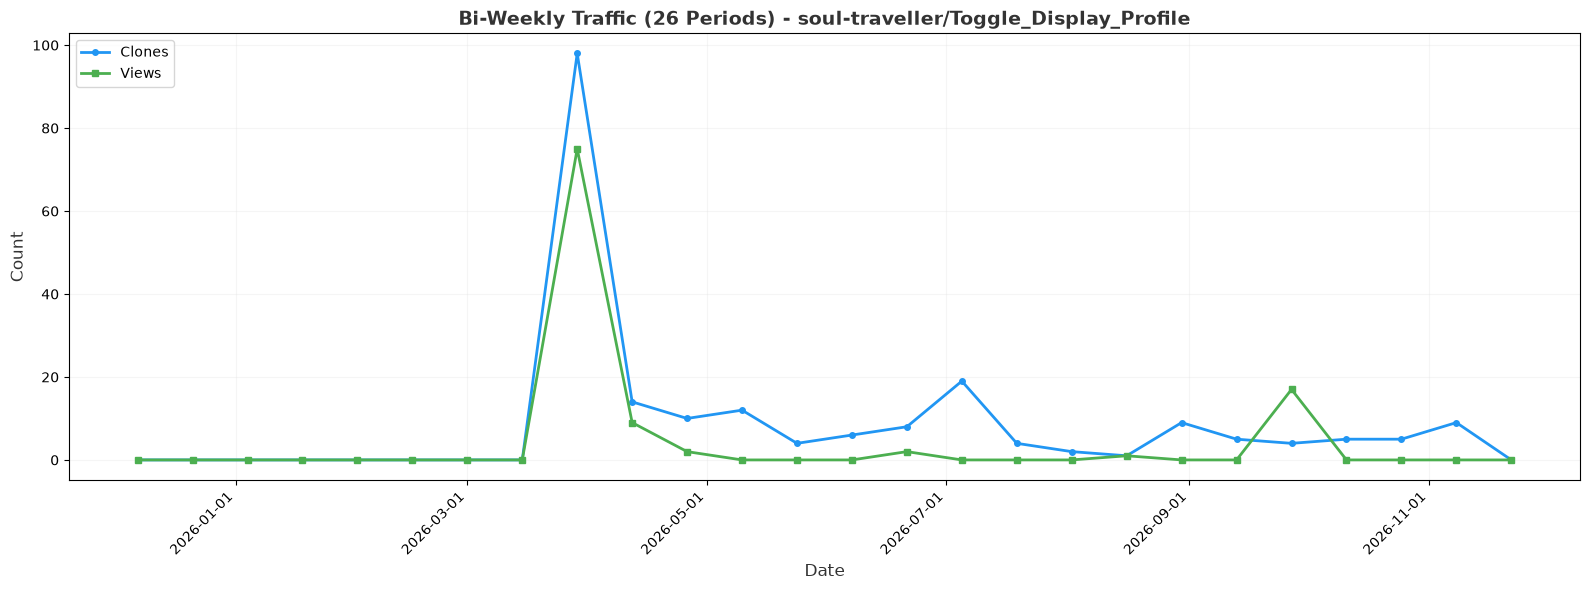 Bi-Weekly Traffic (26 Periods) - soul-traveller/Toggle_Display_Profile
Clones
Views
100
80
60
40
20
0
Count
2026-01-01
2026-03-01
2026-05-01
2026-07-01
2026-09-01
2026-11-01
Date